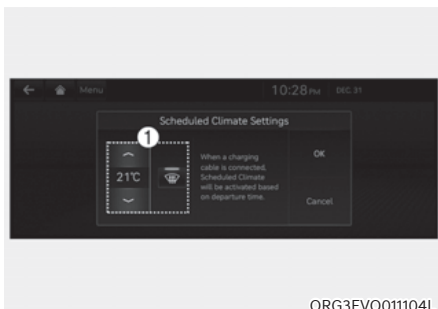 Menu 10:28 PM DEC. 31
Scheduled Climate Settings
1
21°C
When a charging
cable is connected,
Scheduled Climate
will be activated based
on departure time.
OK
Cancel
ORG3EVQ011104L